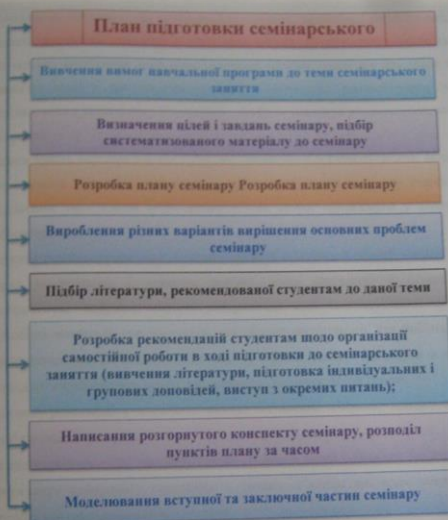 План підготовки семінарського
Вивчення вимог навчальної програми до теми семінарського
заняття
Визначення цілей і завдань семінару, підбір
систематизованого матеріалу до семінару
Розробка плану семінару Розробка плану семінару
Вироблення різних варіантів вирішення основних проблем
семінару
Підбір літератури, рекомендованої студентам до даної теми
Розробка рекомендацій студентам щодо організації
самостійної роботи в ході підготовки до семінарського
заняття (вивчення літератури, підготовка індивідуальних і
групових доповідей, виступ з окремих питань);
Написання розгорнутого конспекту семінару, розподіл
пунктів плану за часом
Моделювання вступної та заключної частин семінару